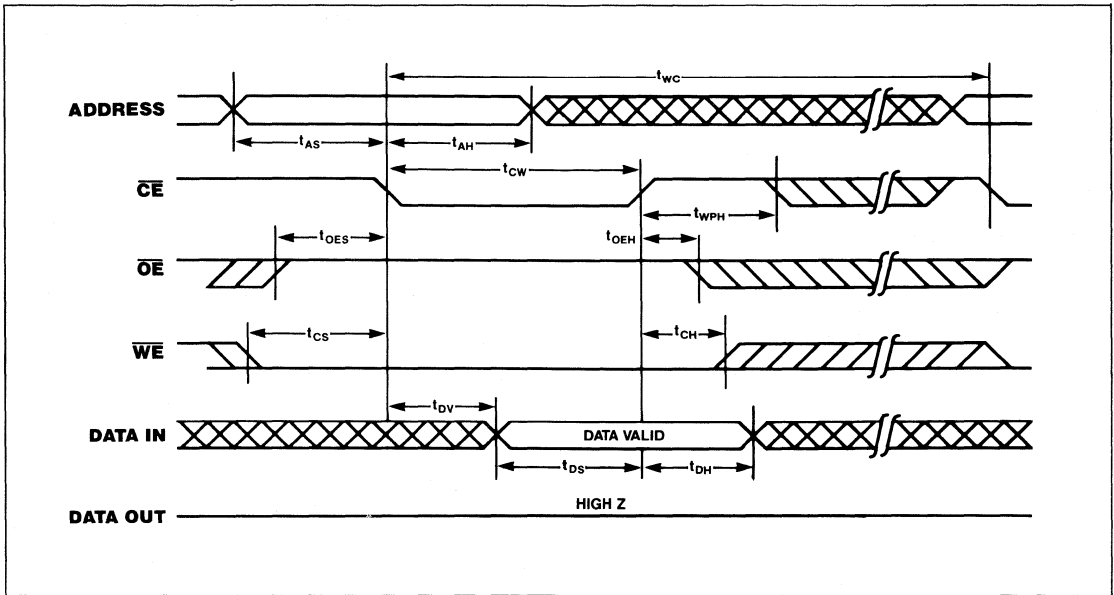 tWC
ADDRESS
tAS
tAH
tCW
CE
tWPH
tOES
tOEH
OE
tCS
tCH
WE
tDV
DATA IN
DATA VALID
tDS
tDH
HIGH Z
DATA OUT